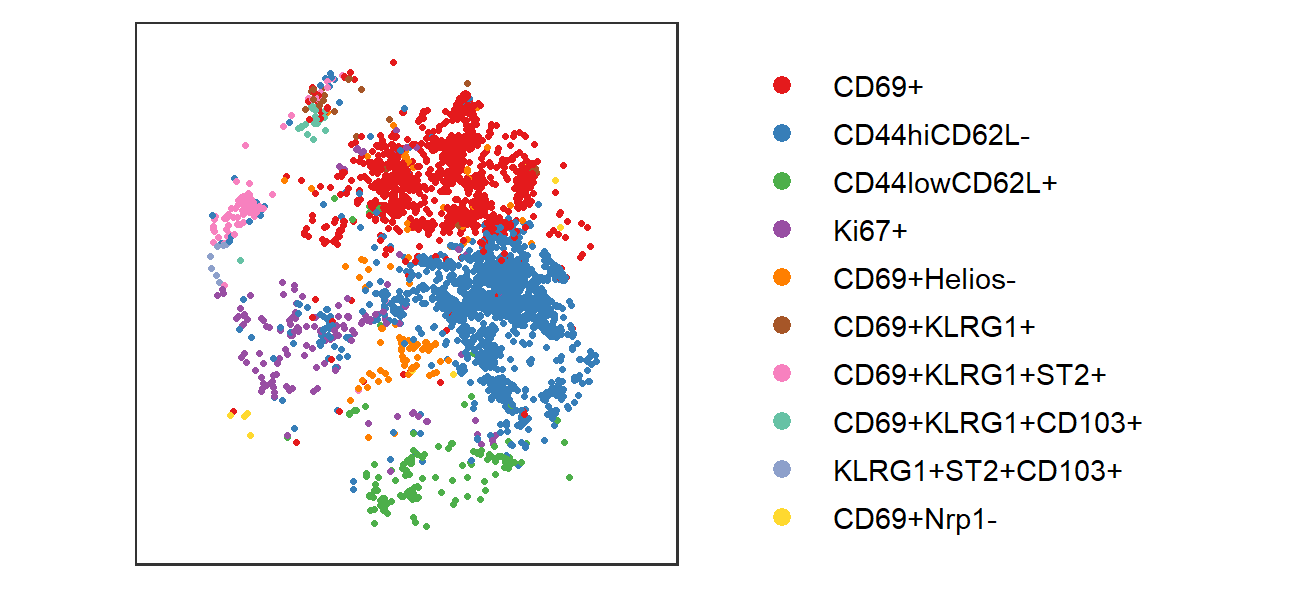 CD69+
CD44hiCD62L-
CD44lowCD62L+
Ki67+
CD69+Helios-
CD69+KLRG1+
CD69+KLRG1+ST2+
CD69+KLRG1+CD103+
KLRG1+ST2+CD103+
CD69+Nrp1-